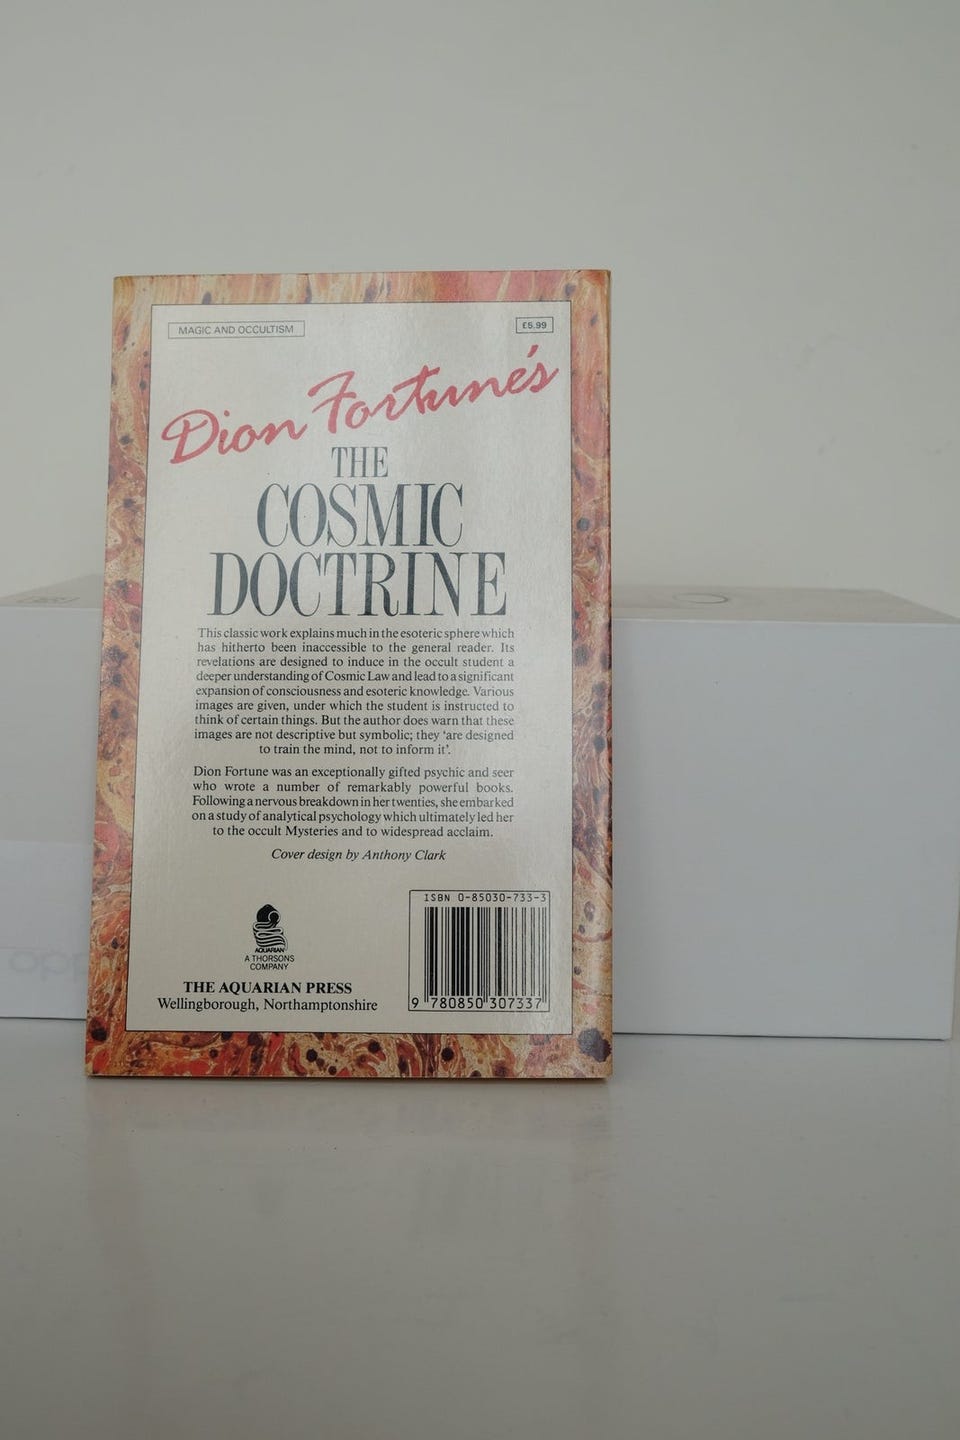 MAGIC AND OCCULTISM
£5.99
Dion Fortune's
THE
COSMIC
DOCTRINE
This classic work explains much in the esoteric sphere which
has hitherto been inaccessible to the general reader. Its
revelations are designed to induce in the occult student a
deeper understanding of Cosmic Law and lead to a significant
expansion of consciousness and esoteric knowledge. Various
images are given, under which the student is instructed to
think of certain things. But the author does warn that these
images are not descriptive but symbolic; they ‘are designed
to train the mind, not to inform it’.
Dion Fortune was an exceptionally gifted psychic and seer
who wrote a number of remarkably powerful books.
Following a nervous breakdown in her twenties, she embarked
on a study of analytical psychology which ultimately led her
to the occult Mysteries and to widespread acclaim.
Cover design by Anthony Clark
ISBN 0-85030-733-3
AQUARIAN
A THORSONS
COMPANY
THE AQUARIAN PRESS
Wellingborough, Northamptonshire
9 780850 307337